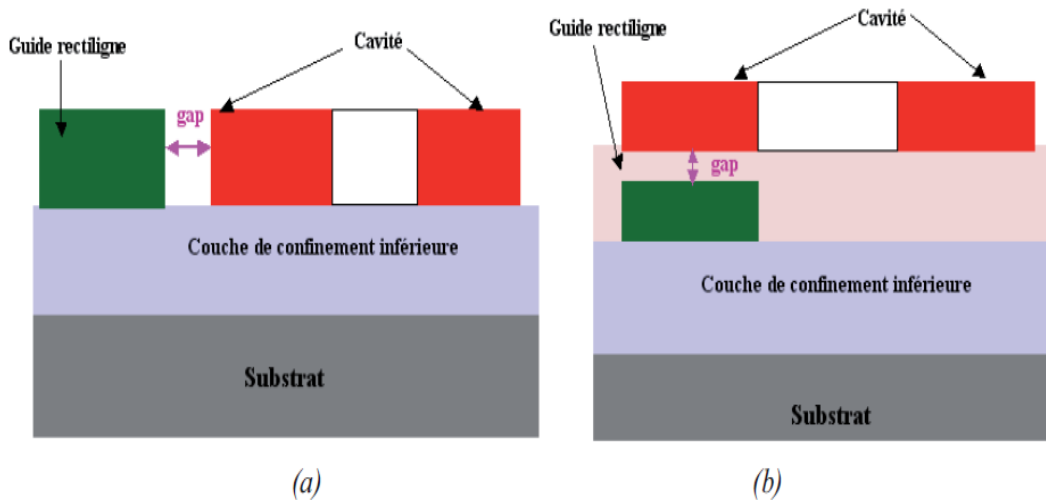 Guide rectiligne
Cavité
gap
Couche de confinement inférieure
Substrat
(a)
Guide rectiligne
Cavité
gap
Couche de confinement inférieure
Substrat
(b)